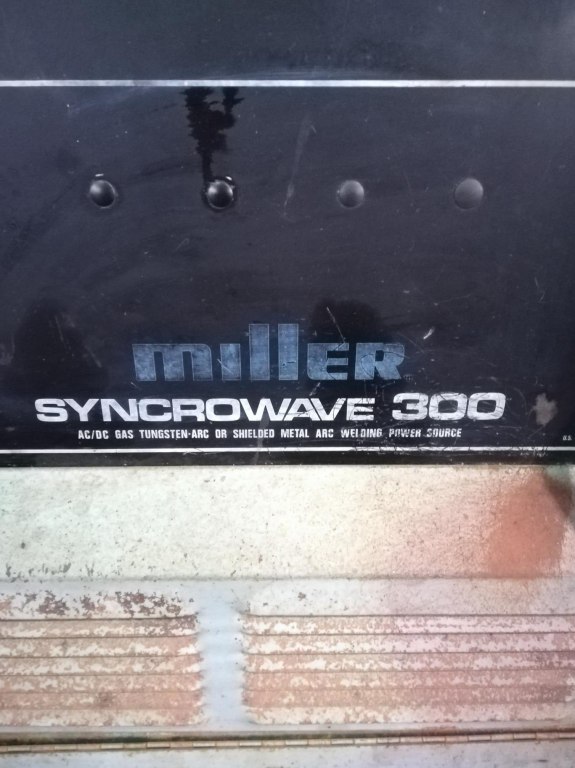 miller
SYNCROWAVE 300
AC/DC GAS TUNGSTEN-ARC OR SHIELDED METAL ARC WELDING POWER SOURCE